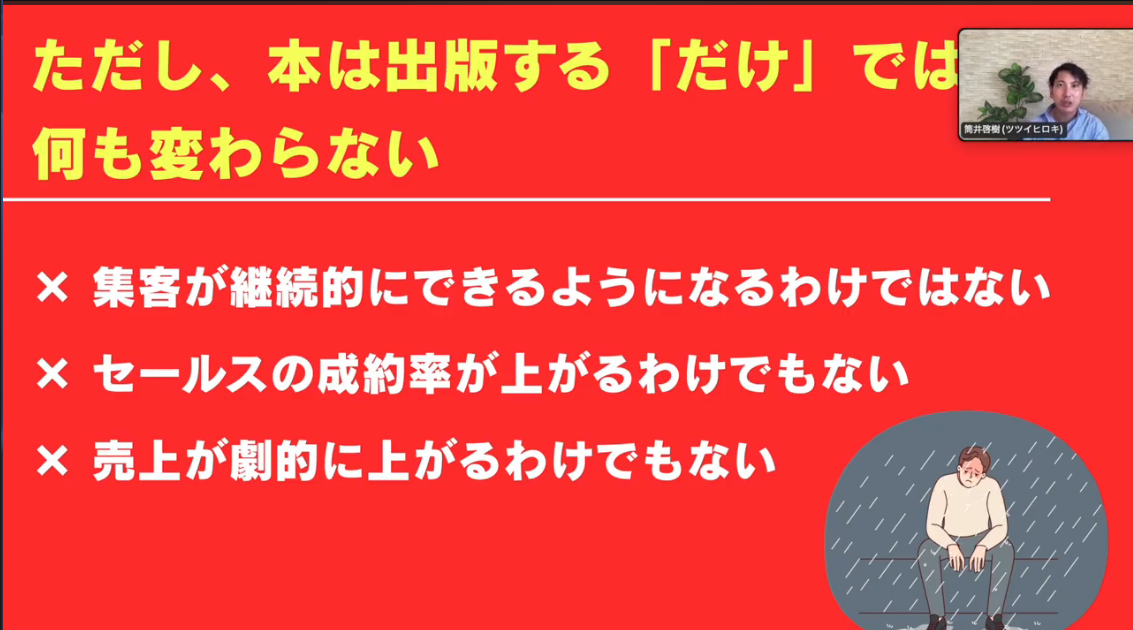 ただし、本は出版する「だけ」では
何も変わらない
筒井啓樹 (ツツイヒロキ)
× 集客が継続的にできるようになるわけではない
× セールスの成約率が上がるわけでもない
× 売上が劇的に上がるわけでもない